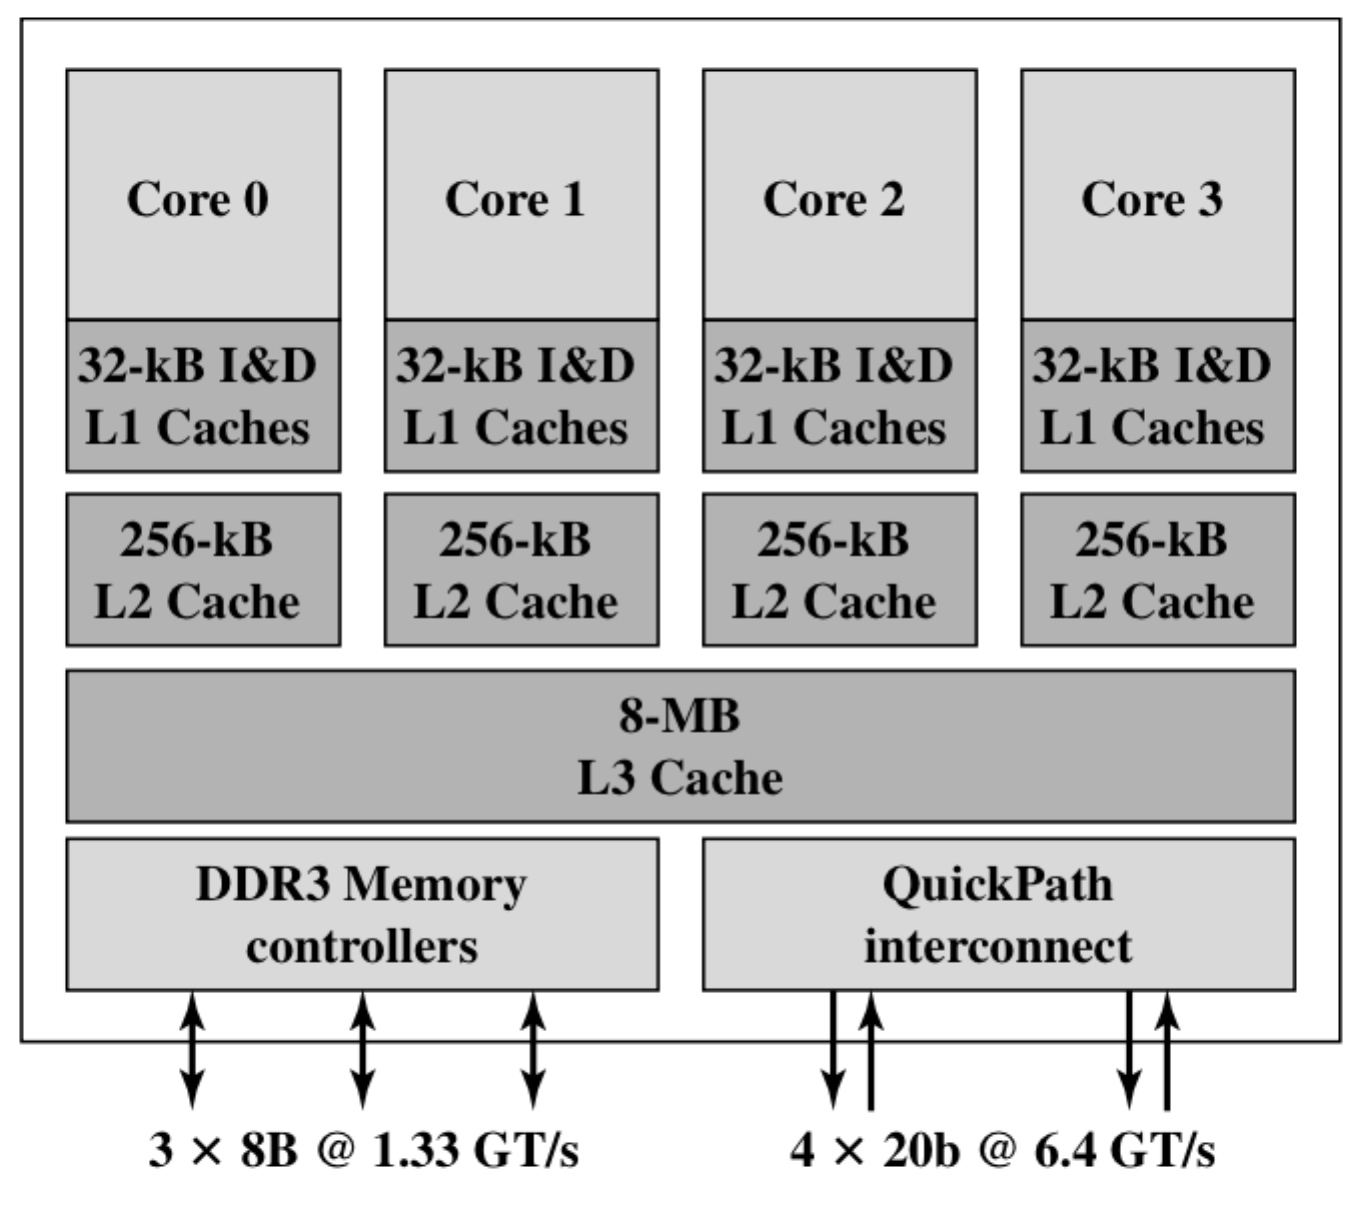 Core 0
Core 1
Core 2
Core 3
32-kB I&D
L1 Caches
32-kB I&D
L1 Caches
32-kB I&D
L1 Caches
32-kB I&D
L1 Caches
256-kB
L2 Cache
256-kB
L2 Cache
256-kB
L2 Cache
256-kB
L2 Cache
8-MB
L3 Cache
DDR3 Memory
controllers
QuickPath
interconnect
3 × 8B @ 1.33 GT/s
4 × 20b @ 6.4 GT/s